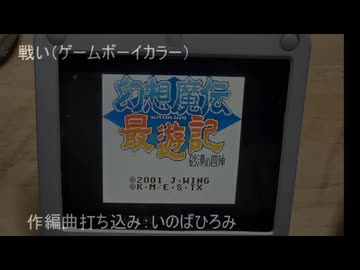 戦い(ゲームボーイカラー)
幻想魔伝
最遊記
砂漠の四神
©2001 J・WING
©K・M/E・S・TX
作編曲打ち込み:いのばひろみ